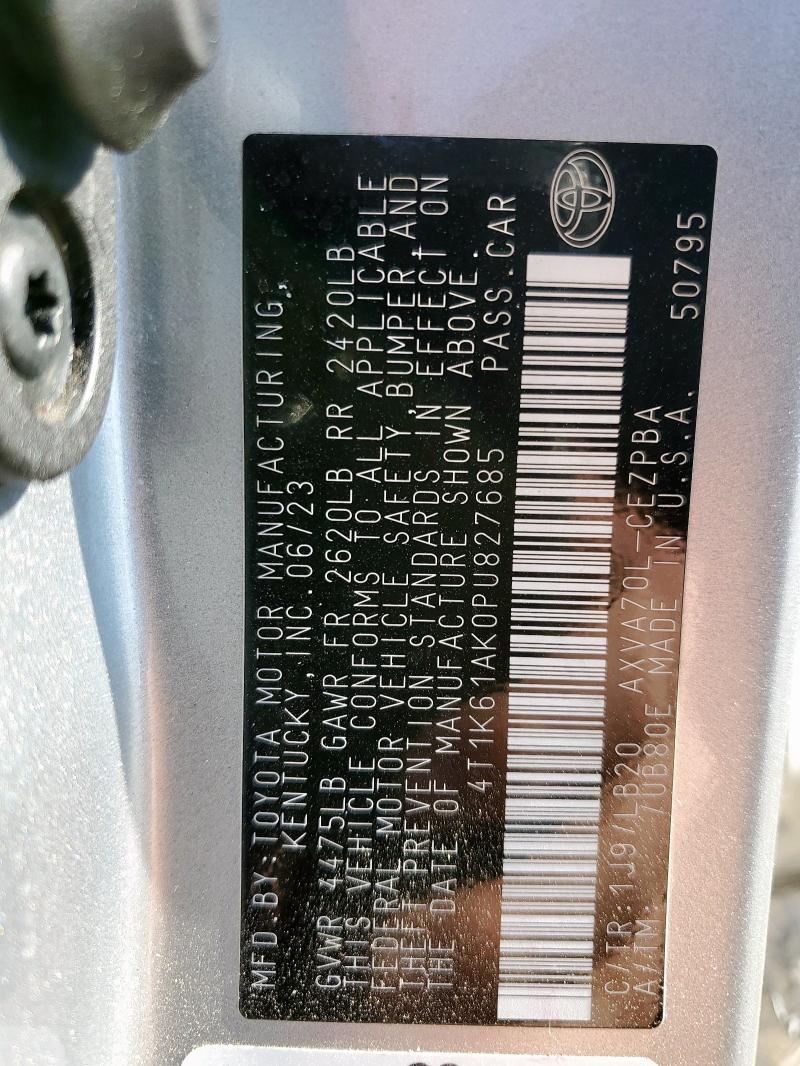 MFD.BY:TOYOTA MOTOR MANUFACTURING,
KENTUCKY, INC.06/23
GVWR 4475LB GAWR FR 2620LB RR 2420LB
THIS VEHICLE CONFORMS TO ALL APPLICABLE
FEDERAL MOTOR VEHICLE SAFETY,BUMPER,AND
THEFT PREVENTION STANDARDS IN EFFECT ON
THE DATE OF MANUFACTURE SHOWN ABOVE.
4T1K61AK0PU827685 PASS.CAR
C/TR:1J9/LB20 AXVA70L-CEZPBA
A/TM: /UB80E MADE IN U.S.A. 50795